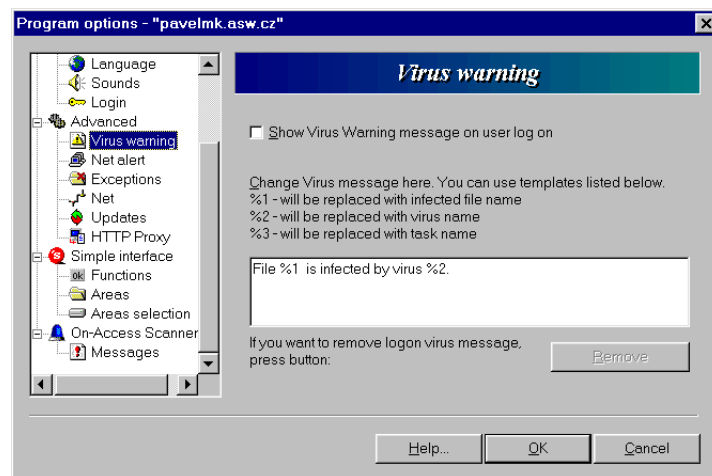 Program options - "pavelmk.asw.cz"
Language
Sounds
Login
Advanced
Virus warning
Net alert
Exceptions
Net
Updates
HTTP Proxy
Simple interface
Functions
Areas
Areas selection
On-Access Scanner
Messages
Virus warning
Show Virus Warning message on user log on
Change Virus message here. You can use templates listed below.
%1 - will be replaced with infected file name
%2 - will be replaced with virus name
%3 - will be replaced with task name
File %1  is infected by virus %2.
If you want to remove logon virus message,
press button:
Remove
Help...
OK
Cancel